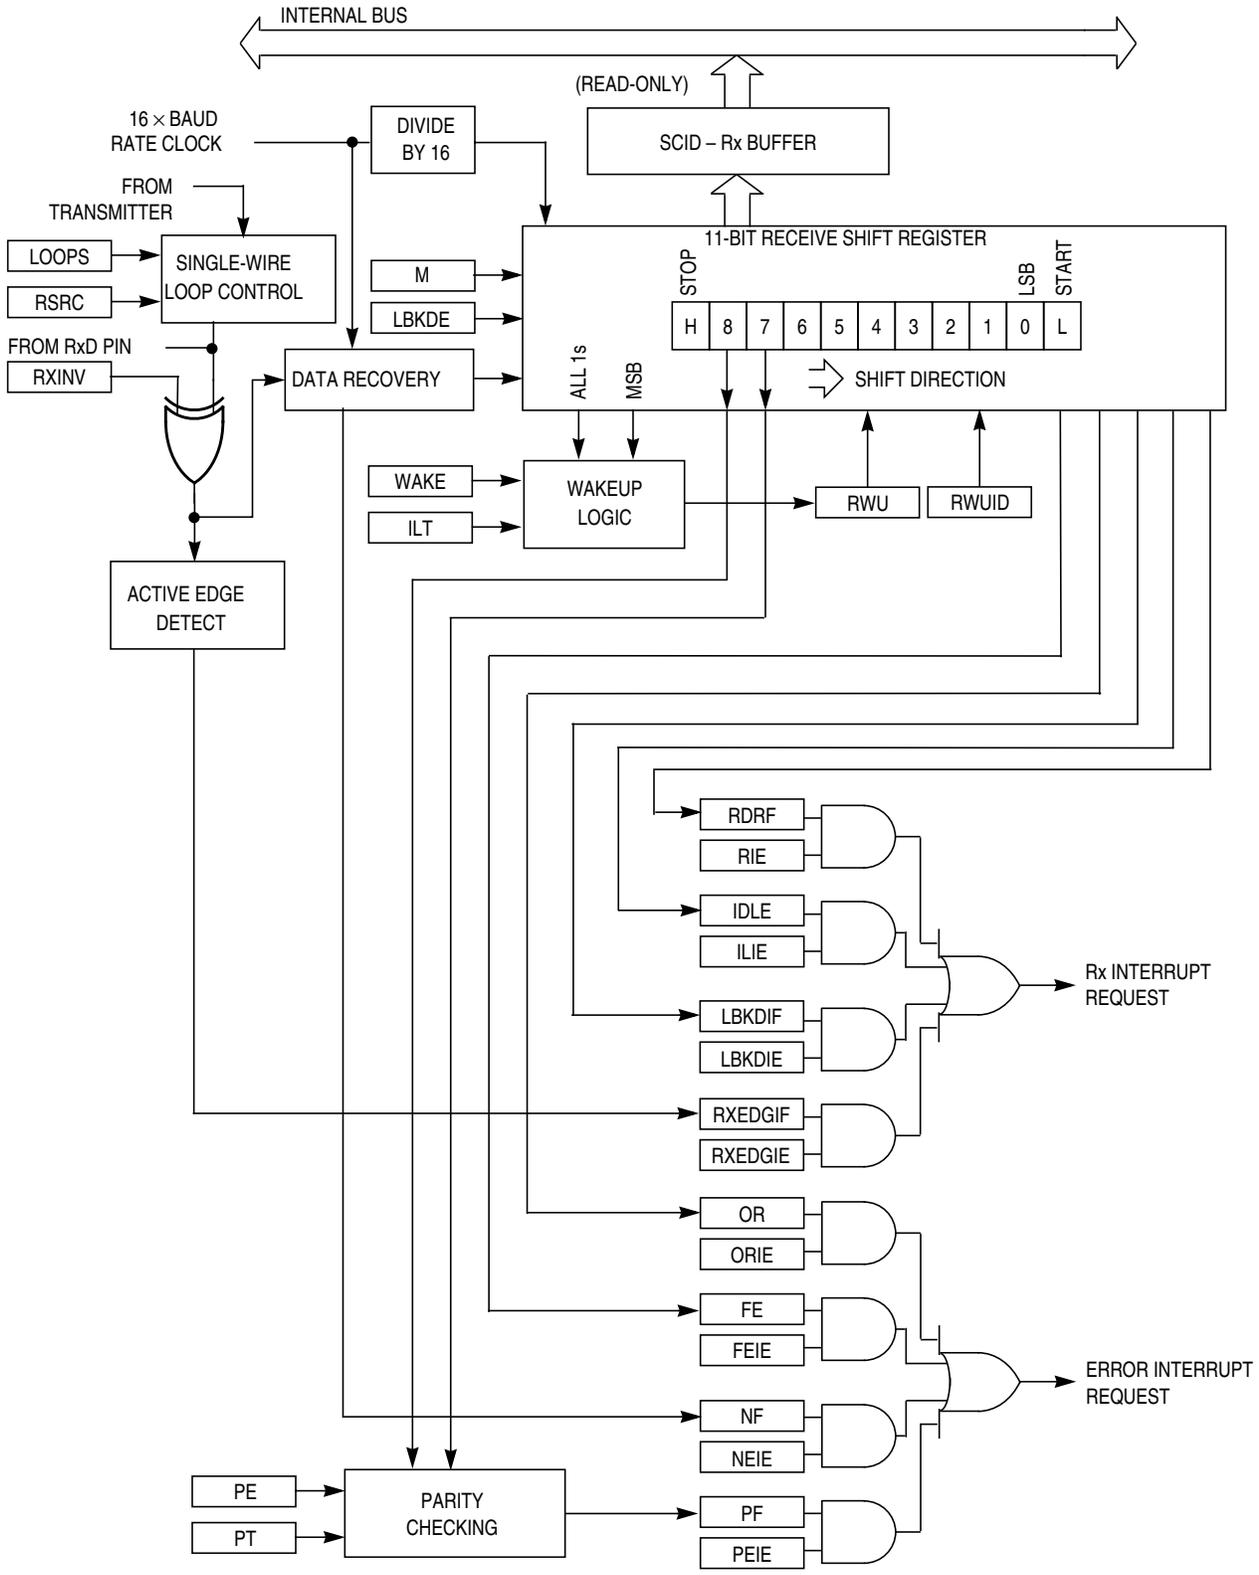 INTERNAL BUS
(READ-ONLY)
16 × BAUD
RATE CLOCK
DIVIDE
BY 16
SCID – Rx BUFFER
FROM
TRANSMITTER
11-BIT RECEIVE SHIFT REGISTER
LOOPS
SINGLE-WIRE
LOOP CONTROL
RSRC
M
LBKDE
STOP
LSB
START
H 8 7 6 5 4 3 2 1 0 L
FROM RxD PIN
RXINV
DATA RECOVERY
ALL 1s
MSB
SHIFT DIRECTION
WAKE
ILT
WAKEUP
LOGIC
RWU
RWUID
ACTIVE EDGE
DETECT
RDRF
RIE
IDLE
ILIE
Rx INTERRUPT
REQUEST
LBKDIF
LBKDIE
RXEDGIF
RXEDGIE
OR
ORIE
FE
FEIE
ERROR INTERRUPT
REQUEST
NF
NEIE
PE
PT
PARITY
CHECKING
PF
PEIE